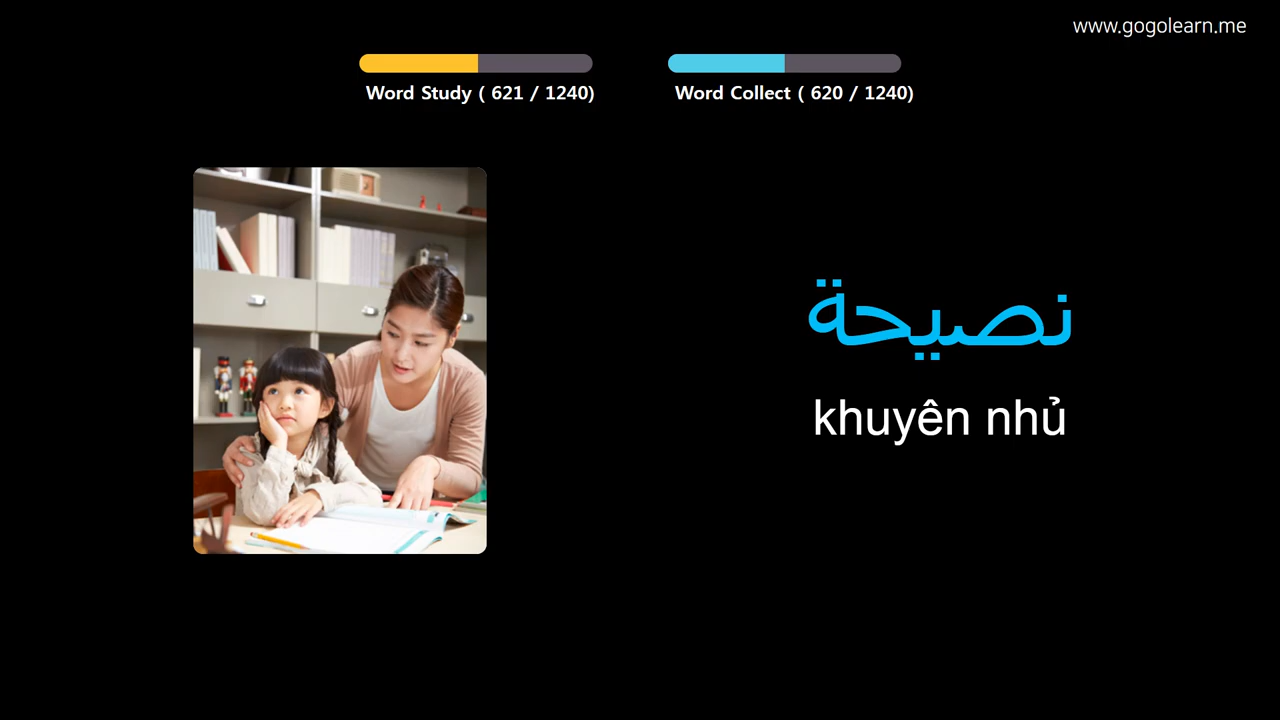 www.gogolearn.me
Word Study ( 621 / 1240)
Word Collect ( 620 / 1240)
نصيحة
khuyên nhủ